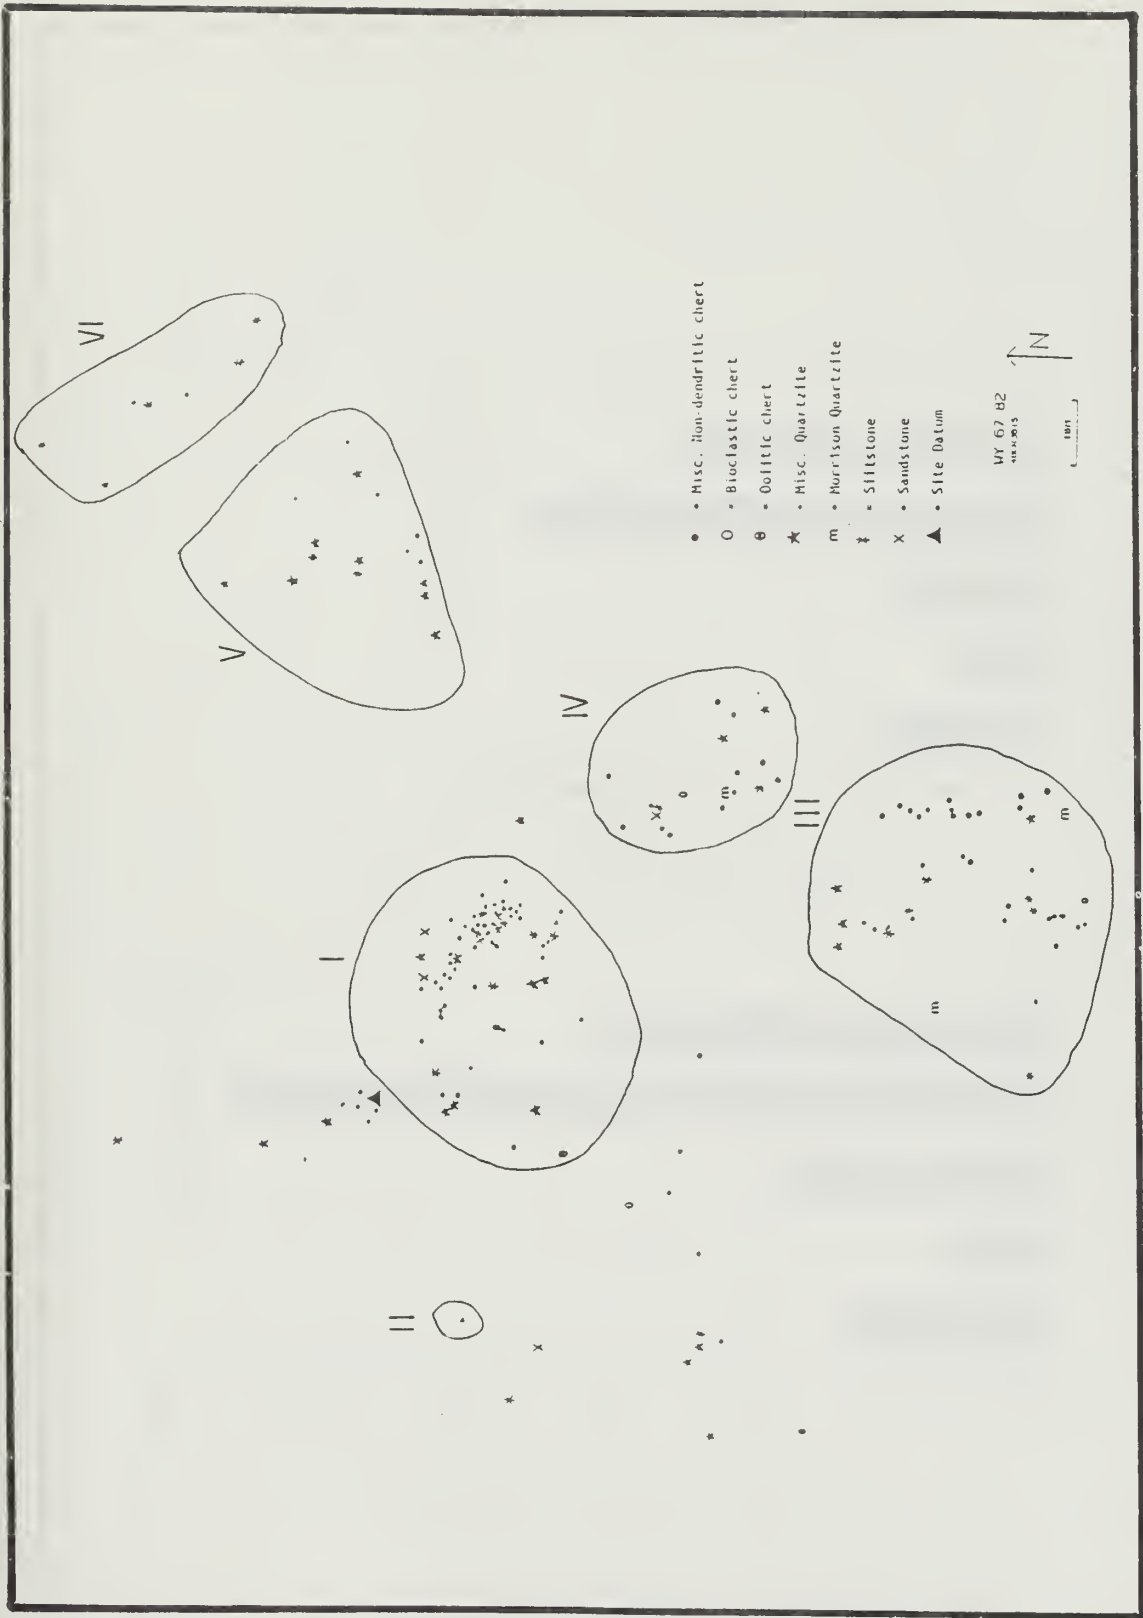 VI
V
IV
III
I
II
● • Misc. Non-dendritic chert
O • Bioclastic chert
θ • Oolitic chert
★ • Misc. Quartzite
m • Morrison Quartzite
= Siltstone
x • Sandstone
▲ • Site Datum
WY 67 82
10M
N